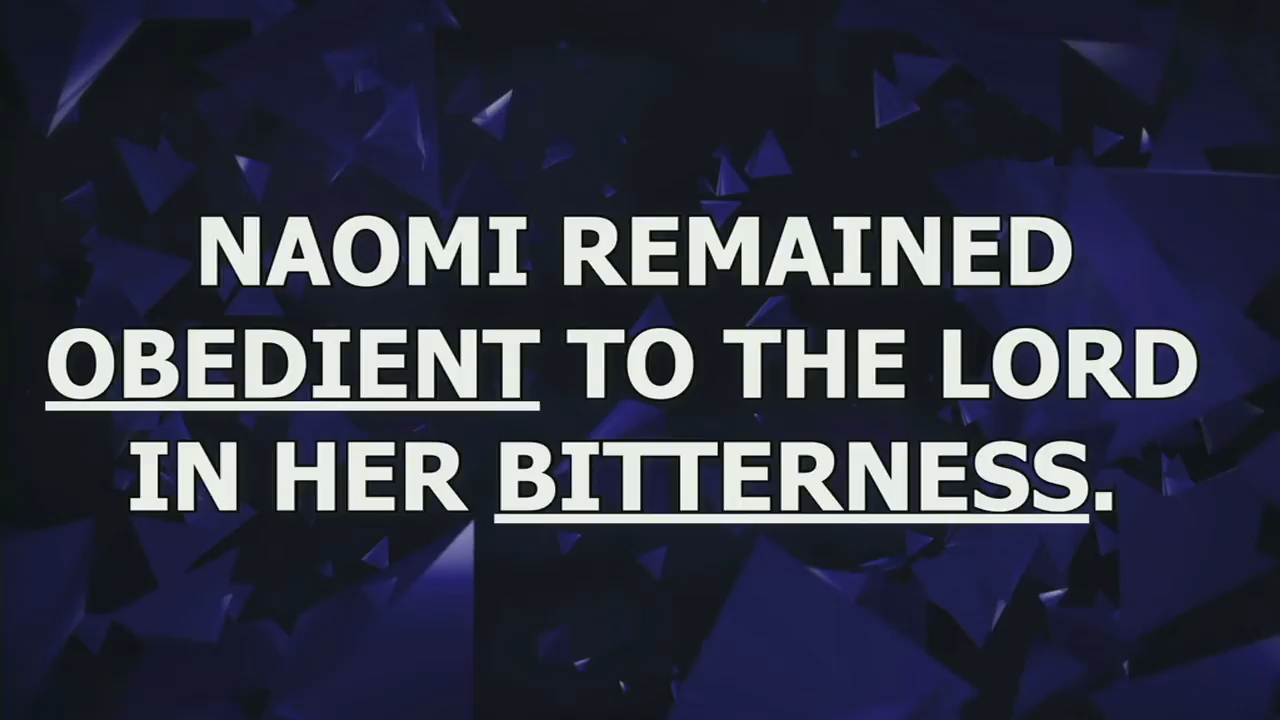 NAOMI REMAINED
OBEDIENT TO THE LORD
IN HER BITTERNESS.